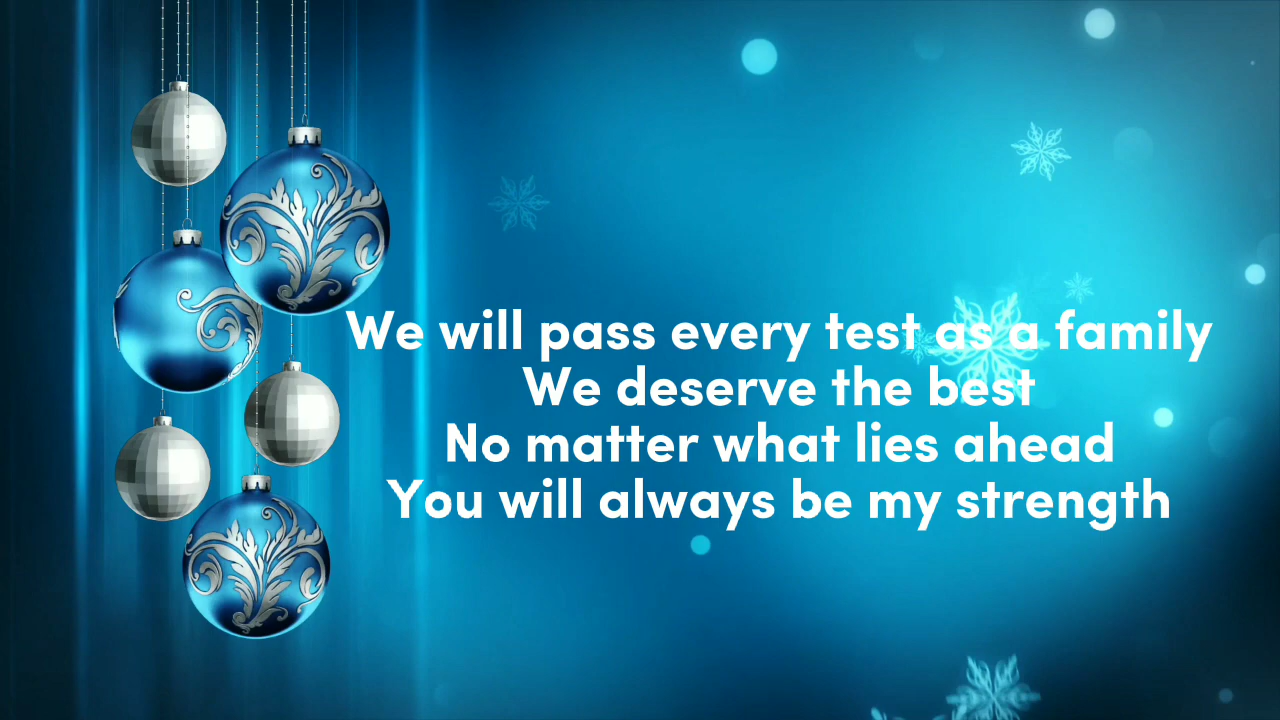 We will pass every test as a family
We deserve the best
No matter what lies ahead
You will always be my strength